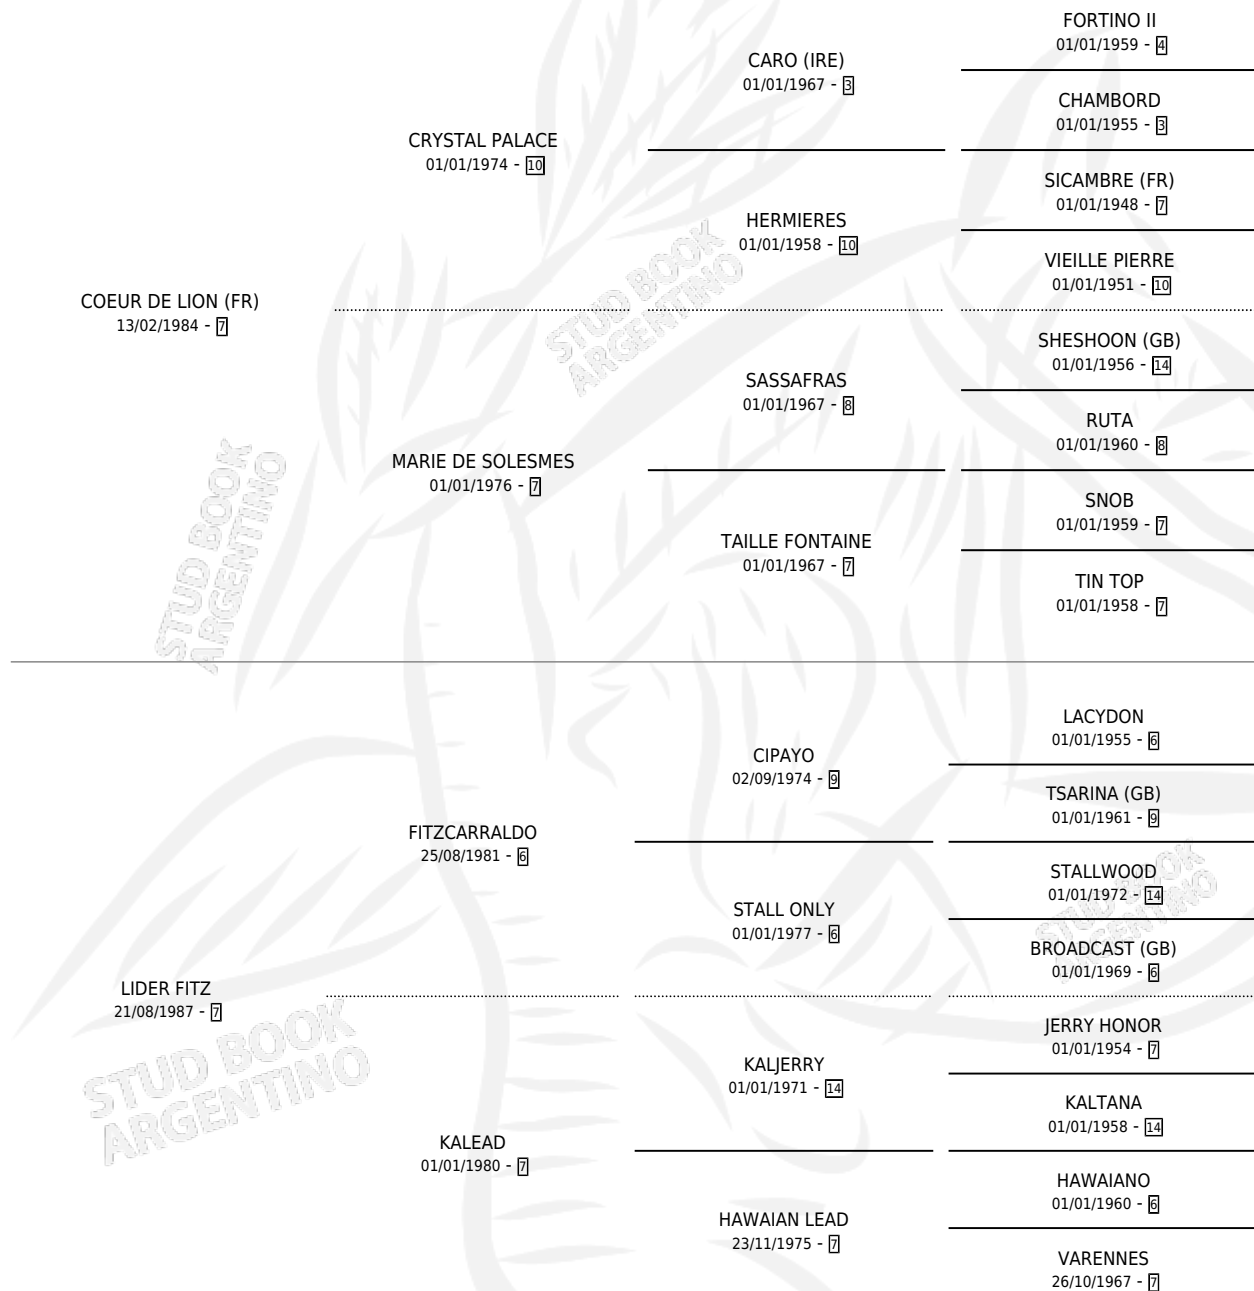 FORTINO II
01/01/1959 - 4
CARO (IRE)
01/01/1967 - 3
CHAMBORD
01/01/1955 - 3
CRYSTAL PALACE
01/01/1974 - 10
SICAMBRE (FR)
01/01/1948 - 7
HERMIERES
01/01/1958 - 10
VIEILLE PIERRE
01/01/1951 - 10
COEUR DE LION (FR)
13/02/1984 - 7
STUD BOOK
ARGENTINO
SHESHOON (GB)
01/01/1956 - 14
SASSAFRAS
01/01/1967 - 8
RUTA
01/01/1960 - 8
MARIE DE SOLESMES
01/01/1976 - 7
SNOB
01/01/1959 - 7
TAILLE FONTAINE
01/01/1967 - 7
TIN TOP
01/01/1958 - 7
STUD BOOK
ARGENTINO
LACYDON
01/01/1955 - 6
CIPAYO
02/09/1974 - 9
TSARINA (GB)
01/01/1961 - 9
FITZCARRALDO
25/08/1981 - 6
STALLWOOD
01/01/1972 - 14
STALL ONLY
01/01/1977 - 6
STUD BOOK
ARGENTINO
BROADCAST (GB)
01/01/1969 - 6
LIDER FITZ
21/08/1987 - 7
STUD BOOK
ARGENTINO
JERRY HONOR
01/01/1954 - 7
KALJERRY
01/01/1971 - 14
KALTANA
01/01/1958 - 14
KALEAD
01/01/1980 - 7
HAWAIANO
01/01/1960 - 6
HAWAIAN LEAD
23/11/1975 - 7
VARENNES
26/10/1967 - 7